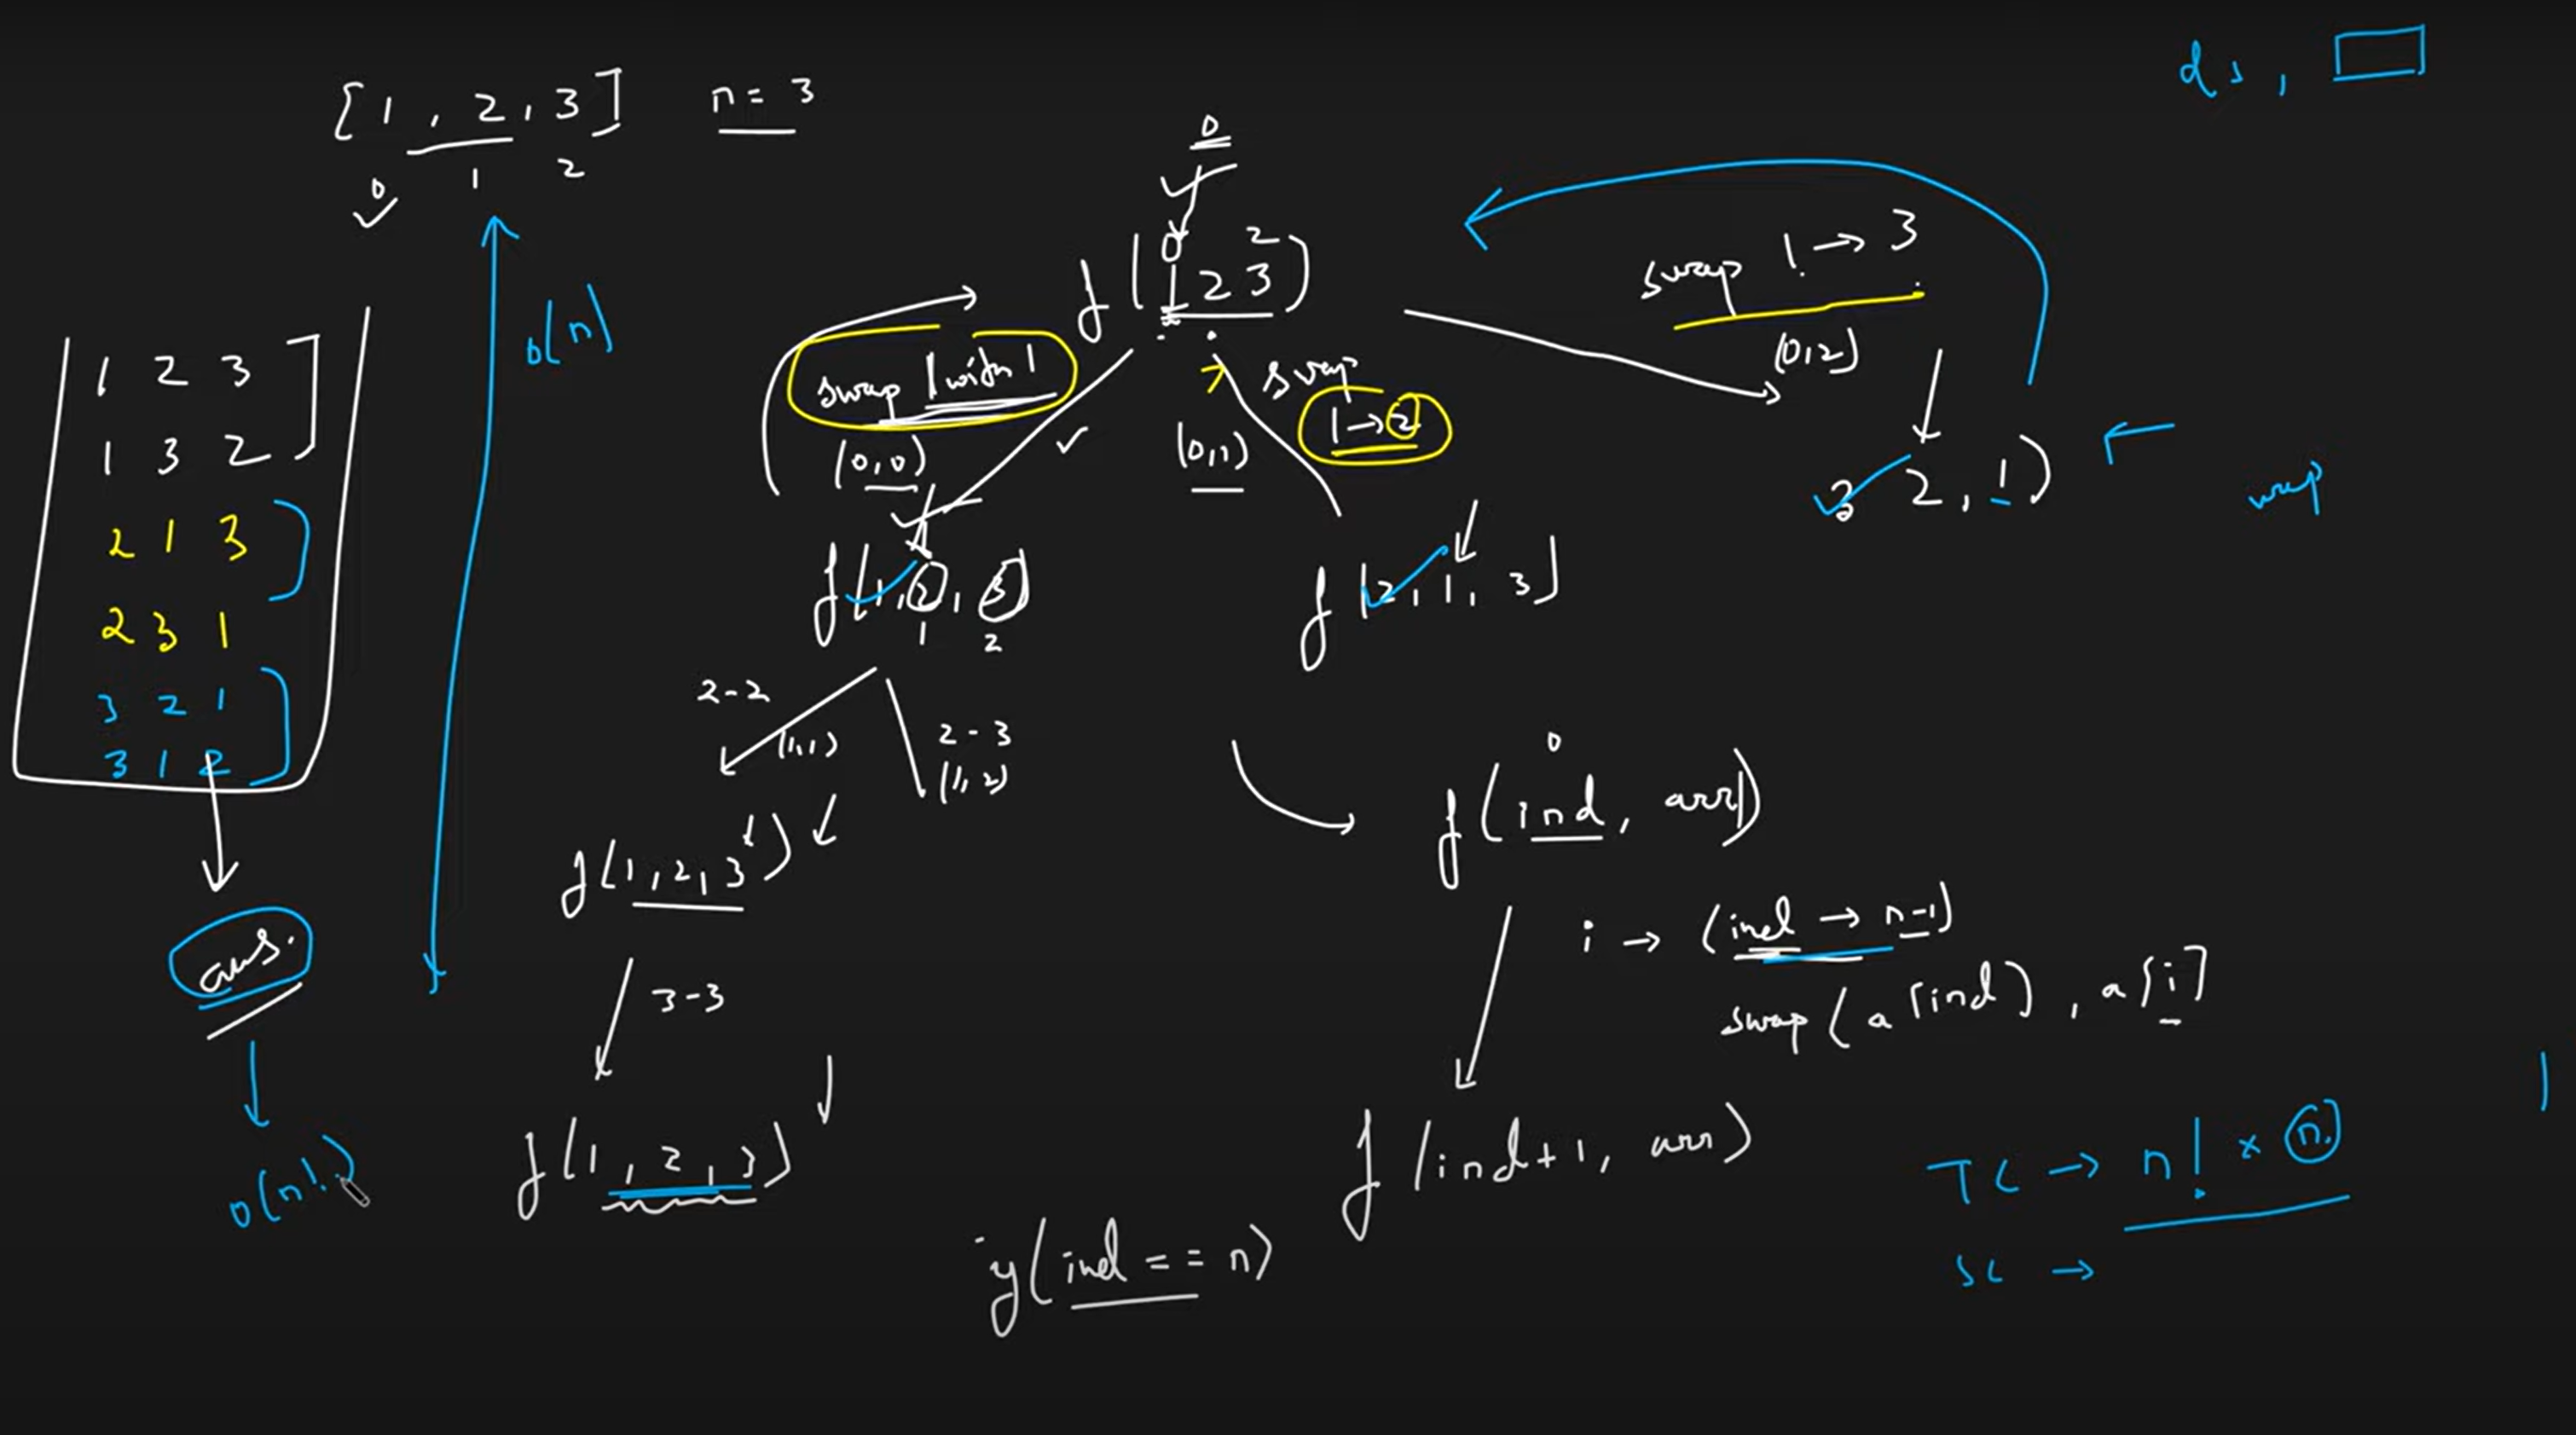 [1, 2, 3] n = 3
0 1 2
ds,
0
0 2
f(1 2 3)
swap 1 → 3
(0,2)
swap 1 with 1
(0,0)
swap
1→2
(0,1)
3 2, 1)
o(n)
1 2 3
1 3 2
2 1 3
2 3 1
3 2 1
3 1 2
ans.
o(n!)
f(1, 2, 3)
1 2
f(2, 1, 3)
2-2
(1,1)
2-3
(1,2)
f(1, 2, 3)
3-3
f(1, 2, 3)
0
f(ind, arr)
i → (ind → n-1)
swap(a[ind], a[i]
f(ind+1, arr)
if(ind == n)
TC → n! × n
SC →